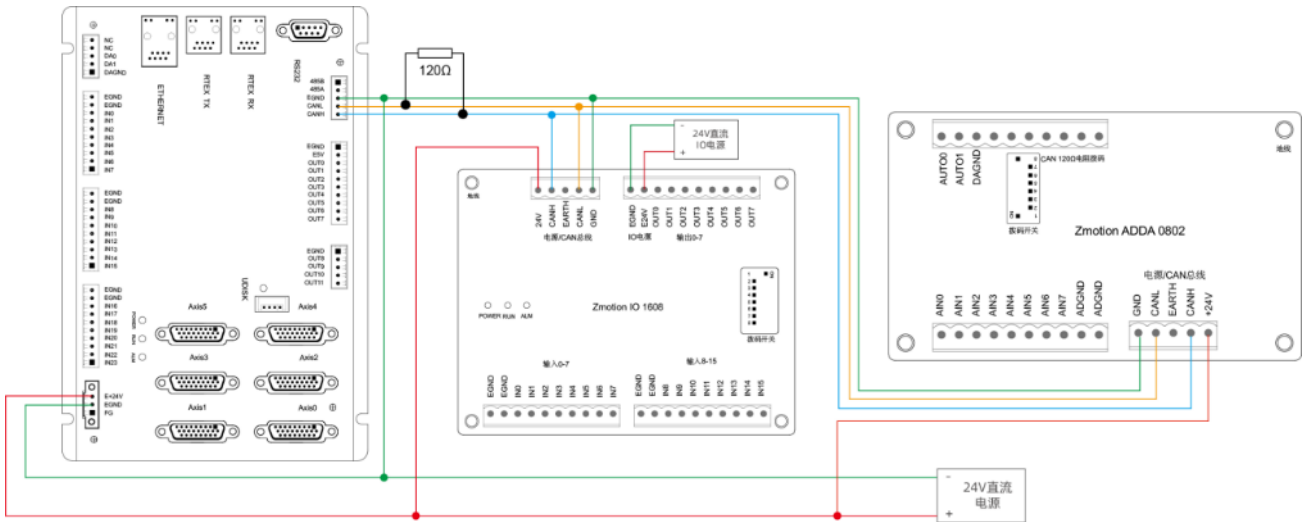 NC
NC
DA0
DA1
DAGND
EGND
EGND
IN0
IN1
IN2
IN3
IN4
IN5
IN6
IN7
EGND
EGND
IN8
IN9
IN10
IN11
IN12
IN13
IN14
IN15
EGND
EGND
IN16
IN17
IN18
IN19
IN20
IN21
IN22
IN23
E+24V
EGND
FG
ETHERNET
RTEX TX
RTEX RX
RS232
485B
485A
EGND
CANL
CANH
EGND
E5V
OUT0
OUT1
OUT2
OUT3
OUT4
OUT5
OUT6
OUT7
EGND
OUT8
OUT9
OUT10
OUT11
UDISK
POWER
RUN
ALM
Axis5
Axis4
Axis3
Axis2
Axis1
Axis0
120Ω
-
24V直流
IO电源
+
地线
24V
CANH
EARTH
CANL
GND
电源/CAN总线
EGND
E24V
OUT0
OUT1
OUT2
OUT3
OUT4
OUT5
OUT6
OUT7
IO电源
输出0-7
POWER RUN ALM
Zmotion IO 1608
拨码开关
输入0-7
输入8-15
EGND
EGND
IN0
IN1
IN2
IN3
IN4
IN5
IN6
IN7
EGND
EGND
IN8
IN9
IN10
IN11
IN12
IN13
IN14
IN15
AUTO0
AUTO1
DAGND
CAN 120Ω电阻拨码
地线
拨码开关
Zmotion ADDA 0802
电源/CAN总线
AIN0
AIN1
AIN2
AIN3
AIN4
AIN5
AIN6
AIN7
ADGND
ADGND
GND
CANL
EARTH
CANH
+24V
-
24V直流
电源
+